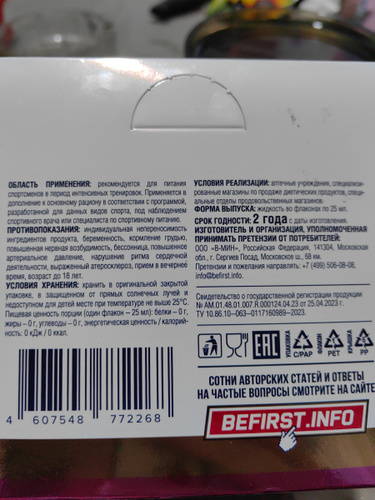 ОБЛАСТЬ ПРИМЕНЕНИЯ: рекомендуется для питания
спортсменов в период интенсивных тренировок. Применяется в
дополнение к основному рациону в соответствии с программой,
разработанной для данных видов спорта, под наблюдением
спортивного врача или специалиста по спортивному питанию.
ПРОТИВОПОКАЗАНИЯ: индивидуальная непереносимость
ингредиентов продукта, беременность, кормление грудью,
повышенная нервная возбудимость, бессонница, повышенное
артериальное давление, нарушение ритма сердечной
деятельности, выраженный атеросклероз, прием в вечернее
время, возраст до 18 лет.
УСЛОВИЯ ХРАНЕНИЯ: хранить в оригинальной закрытой
упаковке, в защищенном от прямых солнечных лучей и
недоступном для детей месте при температуре не выше 25°С.
Пищевая ценность порции (один флакон – 25 мл): белки – 0 г,
жиры – 0 г, углеводы – 0 г, энергетическая ценность / калорий-
ность: 0 кДж / 0 ккал.
4 607548 772268
УСЛОВИЯ РЕАЛИЗАЦИИ: аптечные учреждения, специализиро-
ванные магазины по продаже диетических продуктов, специ-
альные отделы продовольственных магазинов.
ФОРМА ВЫПУСКА: жидкость во флаконах по 25 мл.
СРОК ГОДНОСТИ: 2 года с даты изготовления.
ИЗГОТОВИТЕЛЬ И ОРГАНИЗАЦИЯ, УПОЛНОМОЧЕННАЯ
ПРИНИМАТЬ ПРЕТЕНЗИИ ОТ ПОТРЕБИТЕЛЕЙ:
ООО «В-МИН», Российская Федерация, 141304, Московская
обл., г. Сергиев Посад, Московское ш., 68 км.
Претензии и пожелания направлять: +7 (499) 506-08-08,
info@befirst.info.
Свидетельство о государственной регистрации продукции
№ AM.01.48.01.007.R.000124.04.23 от 25.04.2023 г.
ТУ 10.86.10–063–0117160989–2023.
EAC
УПАКОВКА
C/PAP
ФЛАКОН
PET
КРЫШКА
PP
СОТНИ АВТОРСКИХ СТАТЕЙ И ОТВЕТЫ
НА ЧАСТЫЕ ВОПРОСЫ СМОТРИТЕ НА САЙТЕ
BEFIRST.INFO